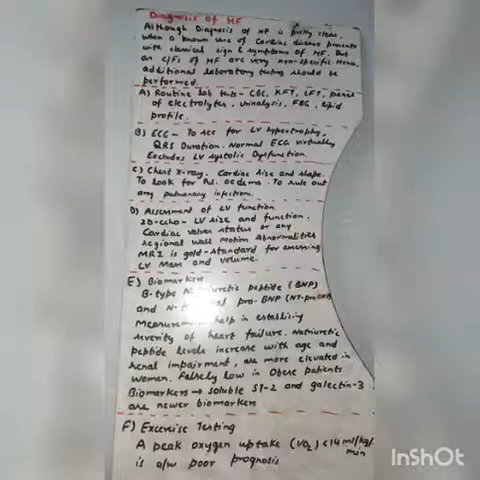 Diagnosis of HF
Although Diagnosis of HF is pretty clear,
when a known case of Cardiac disease presents
with classical sign & symptoms of HF. But
as C/Fs of HF are very non-specific. Hence,
additional laboratory testing should be
performed.
A) Routine lab tests - CBC, KFT, LFT, panel
of electrolytes, urinalysis, FBG, lipid
profile.
B) ECG - To see for LV hypertrophy,
QRS Duration. Normal ECG virtually
Excludes LV systolic Dysfunction.
C) Chest X-ray. Cardiac size and shape.
To look for Pul. oedema. To rule out
any pulmonary infection.
D) Assessment of LV function.
2D-echo - LV size and function.
Cardiac valves status or any
regional wall motion Abnormalities
MRI is gold-standard for assessing
LV Mass and volume.
E) Biomarkers
B-type Natriuretic peptide (BNP)
and N- pro-BNP (NT-proBNP)
Measurement help in establising
severity of heart failure. Natriuretic
peptide levels increase with age and
renal impairment, are more elevated in
women. Falsely low in Obese patients
Biomarkers → soluble ST-2 and galectin-3
are newer biomarkers
F) Excercise Testing
A peak oxygen uptake (VO2) <14 ml/kg/
min
is o/w poor prognosis
InShOt